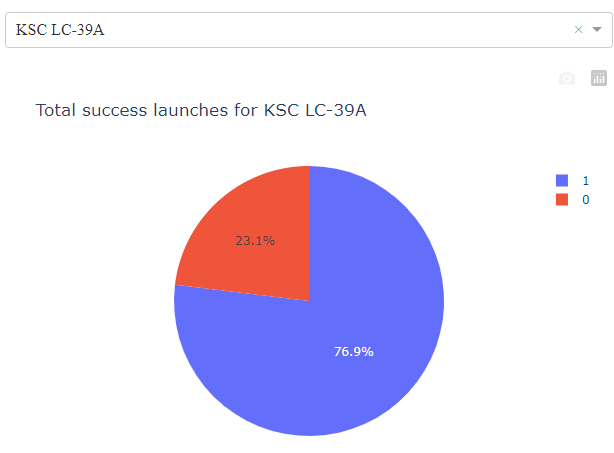 KSC LC-39A
Total success launches for KSC LC-39A
1
0
23.1%
76.9%